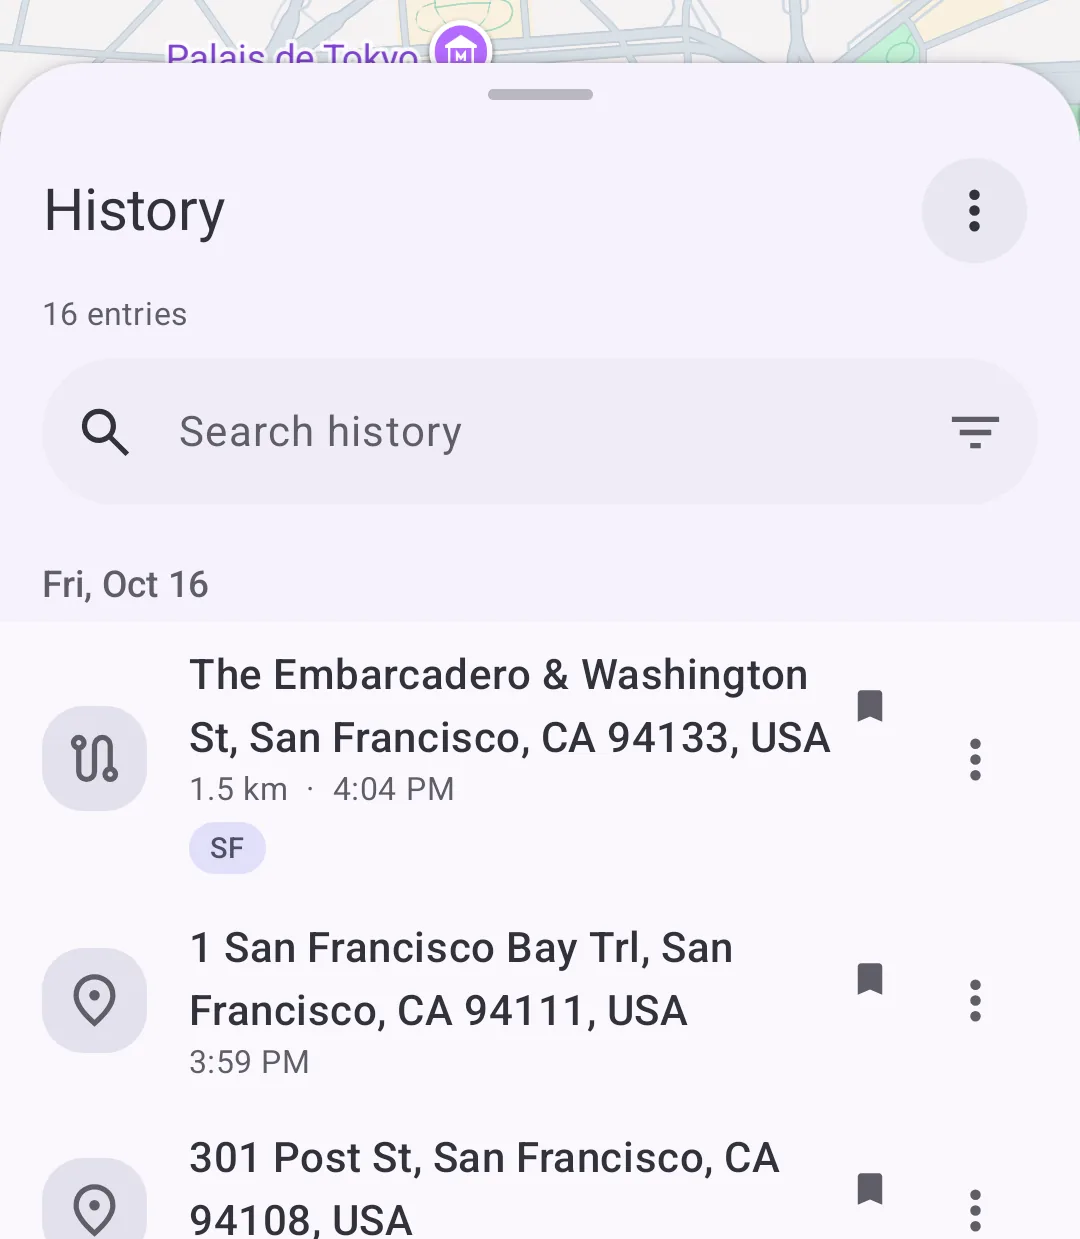 Palais de Tokyo
History
16 entries
Search history
Fri, Oct 16
The Embarcadero & Washington
St, San Francisco, CA 94133, USA
1.5 km · 4:04 PM
SF
1 San Francisco Bay Trl, San
Francisco, CA 94111, USA
3:59 PM
301 Post St, San Francisco, CA
94108, USA